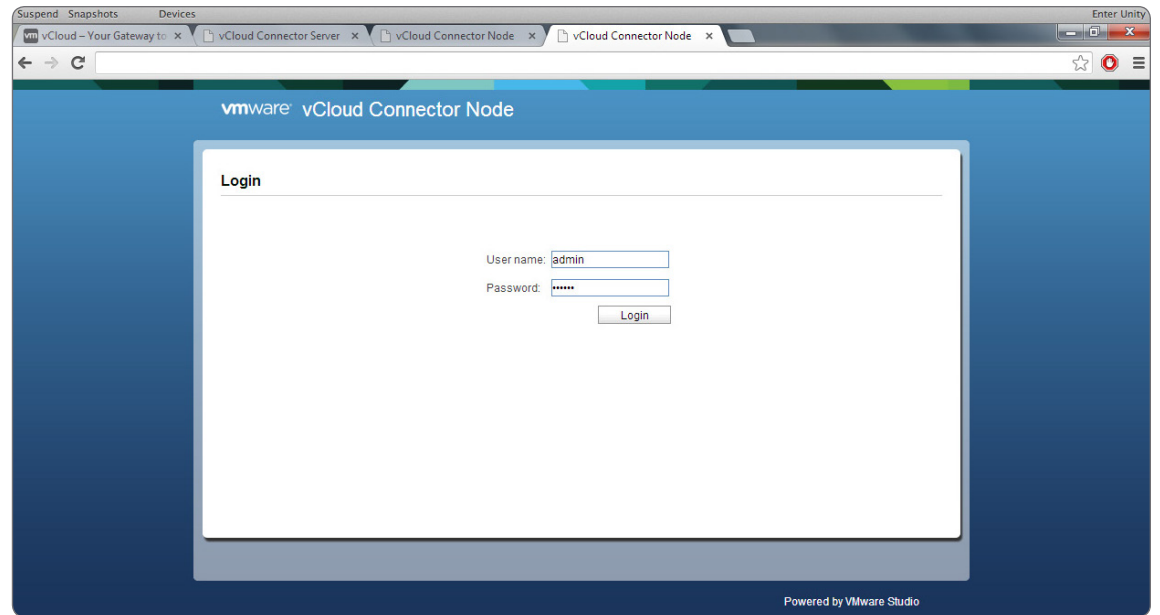 Suspend Snapshots Devices Enter Unity
vm vCloud – Your Gateway to × vCloud Connector Server × vCloud Connector Node × vCloud Connector Node ×
vmware® vCloud Connector Node
Login
User name: admin
Password: ••••••
Login
Powered by VMware Studio